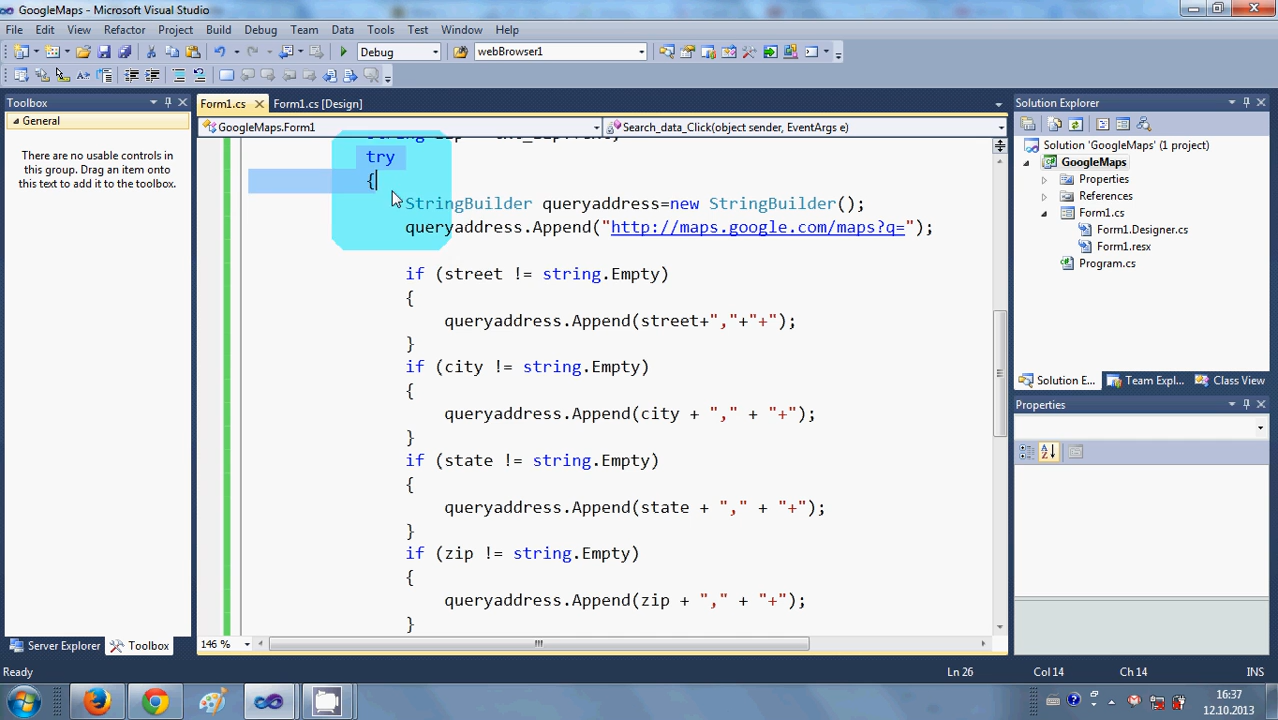 GoogleMaps - Microsoft Visual Studio
File Edit View Refactor Project Build Debug Team Data Tools Test Window Help
Debug webBrowser1
Toolbox
General
There are no usable controls in
this group. Drag an item onto
this text to add it to the toolbox.
Server Explorer Toolbox
Form1.cs Form1.cs [Design]
GoogleMaps.Form1 Search_data_Click(object sender, EventArgs e)
try
{
StringBuilder queryaddress=new StringBuilder();
queryaddress.Append("http://maps.google.com/maps?q=");
if (street != string.Empty)
{
queryaddress.Append(street+","+"+");
}
if (city != string.Empty)
{
queryaddress.Append(city + "," + "+");
}
if (state != string.Empty)
{
queryaddress.Append(state + "," + "+");
}
if (zip != string.Empty)
{
queryaddress.Append(zip + "," + "+");
}
146 %
Solution Explorer
Solution 'GoogleMaps' (1 project)
GoogleMaps
Properties
References
Form1.cs
Form1.Designer.cs
Form1.resx
Program.cs
Solution E... Team Expl... Class View
Properties
Ready Ln 26 Col 14 Ch 14 INS
16:37
12.10.2013